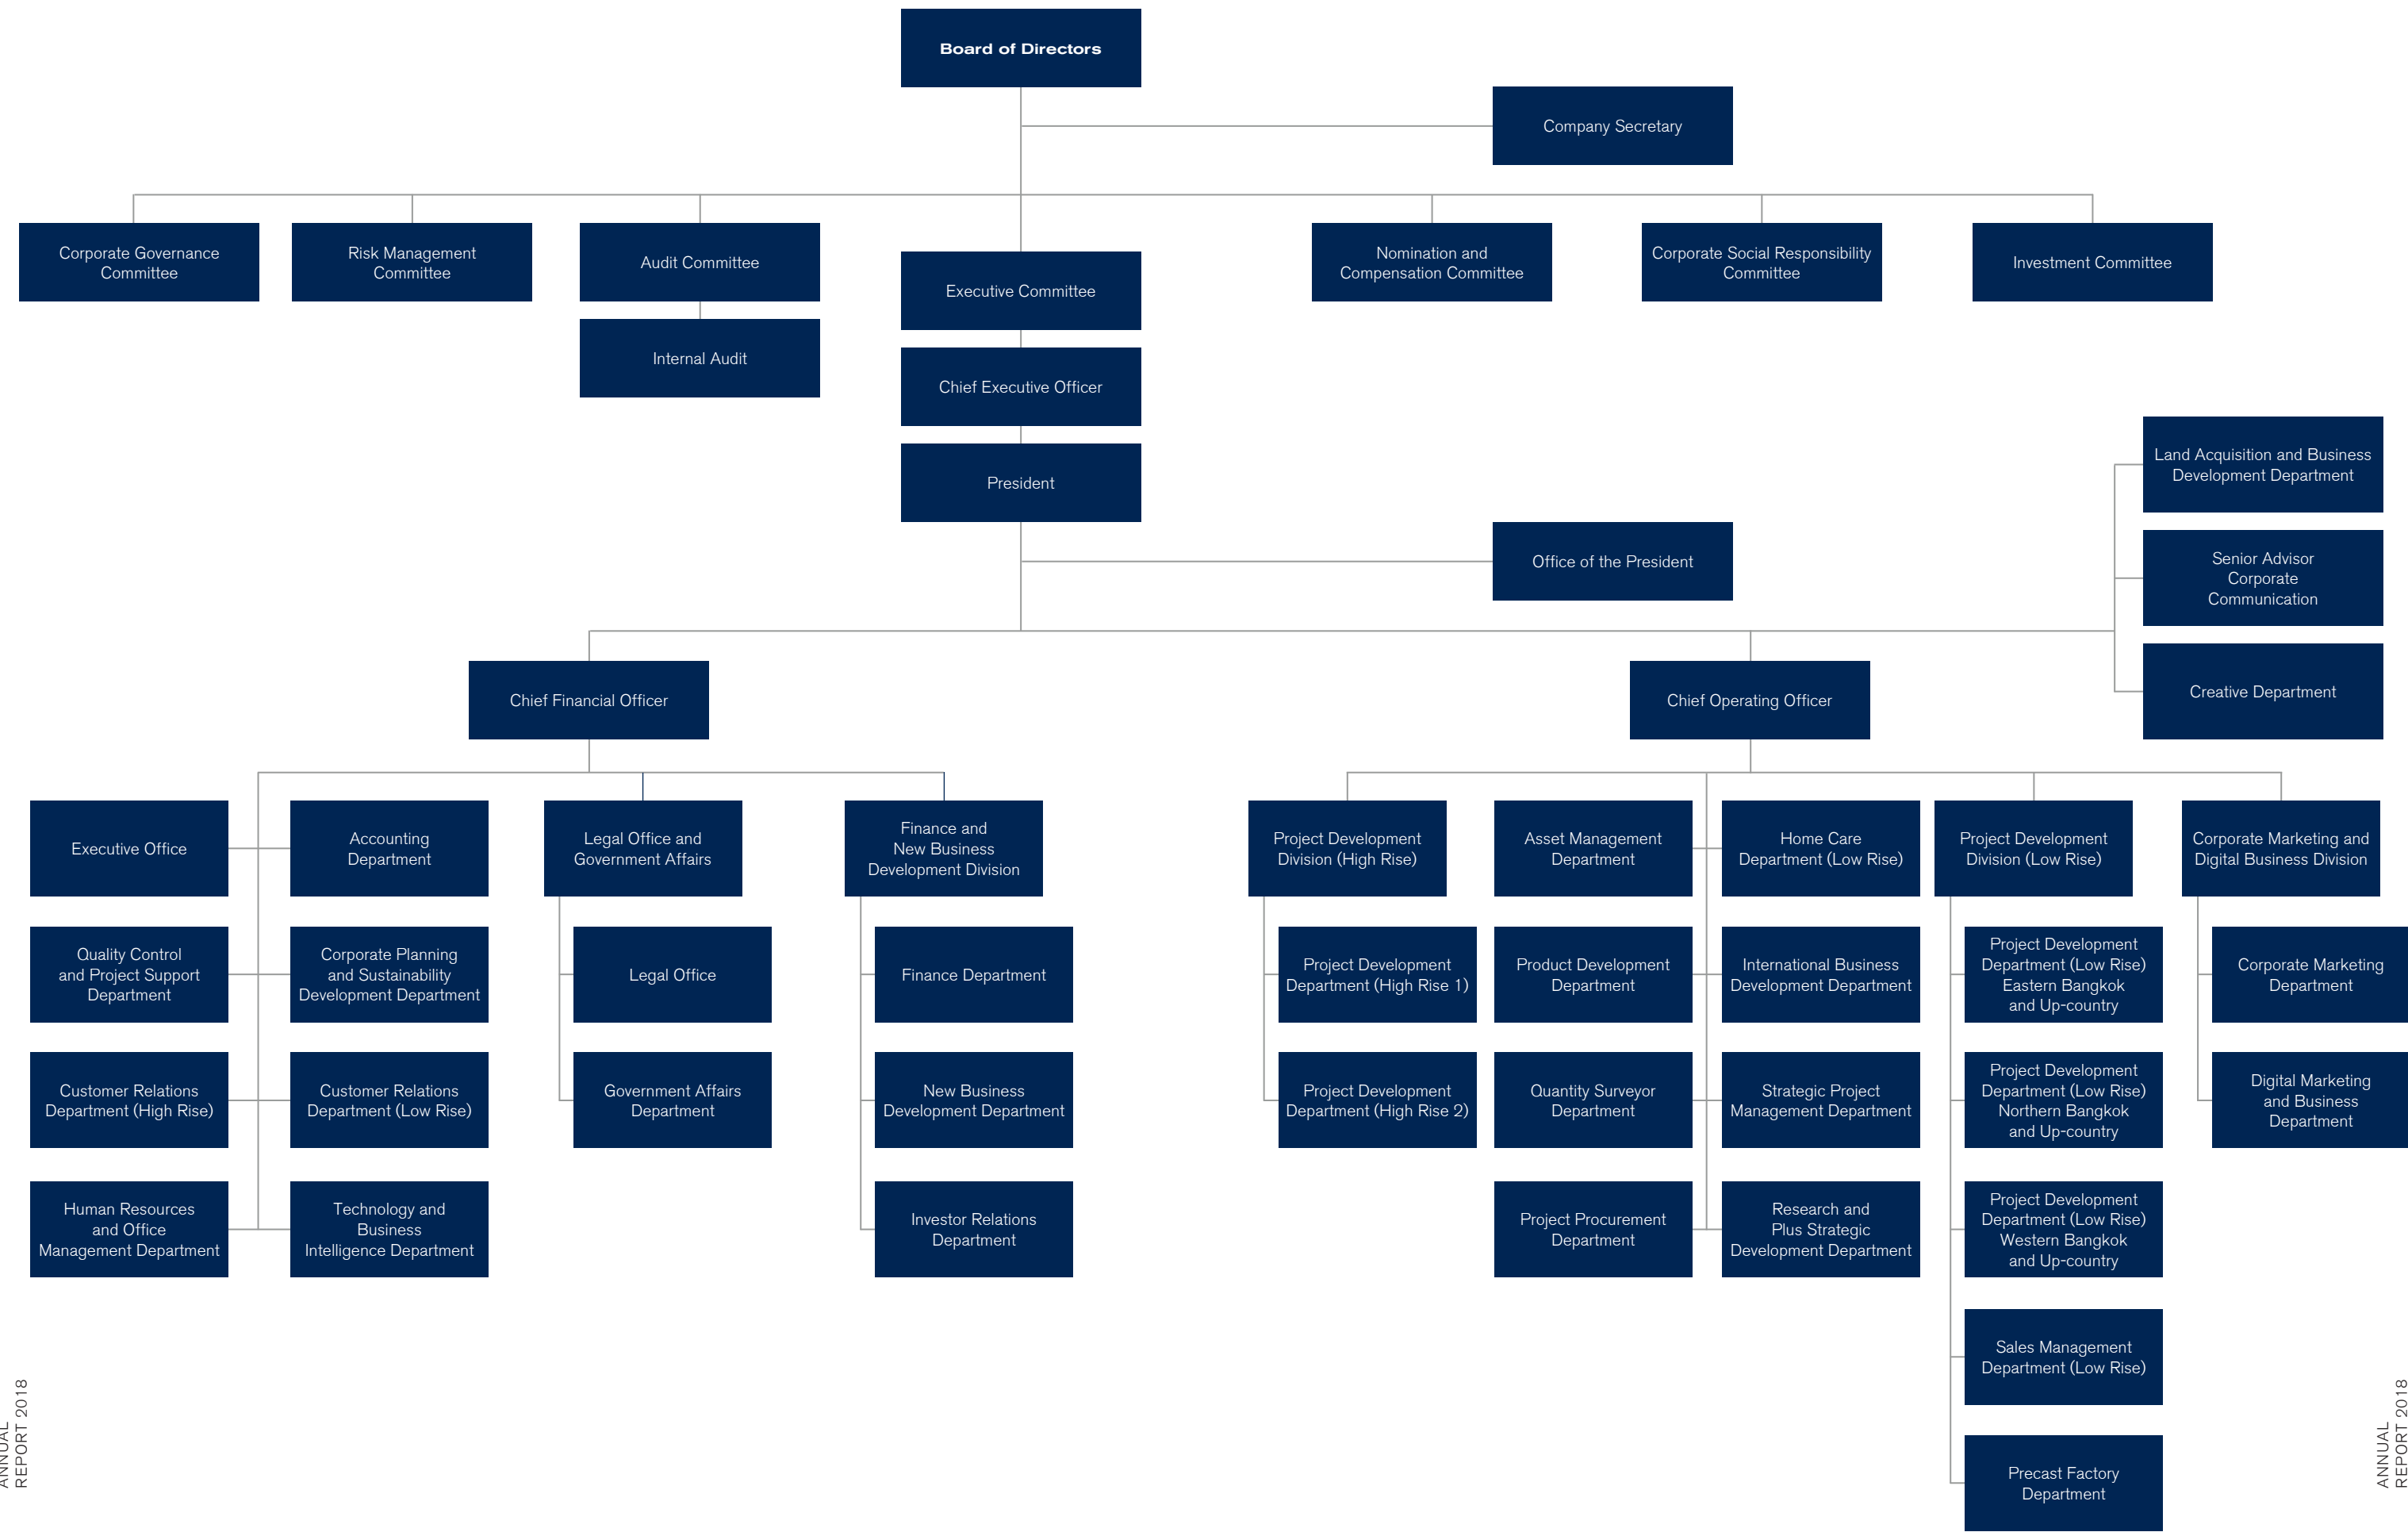 Board of Directors
Company Secretary
Corporate Governance
Committee
Risk Management
Committee
Audit Committee
Executive Committee
Nomination and
Compensation Committee
Corporate Social Responsibility
Committee
Investment Committee
Internal Audit
Chief Executive Officer
President
Land Acquisition and Business
Development Department
Office of the President
Senior Advisor
Corporate
Communication
Chief Financial Officer
Chief Operating Officer
Creative Department
Executive Office
Accounting
Department
Legal Office and
Government Affairs
Finance and
New Business
Development Division
Project Development
Division (High Rise)
Asset Management
Department
Home Care
Department (Low Rise)
Project Development
Division (Low Rise)
Corporate Marketing and
Digital Business Division
Quality Control
and Project Support
Department
Corporate Planning
and Sustainability
Development Department
Legal Office
Finance Department
Project Development
Department (High Rise 1)
Product Development
Department
International Business
Development Department
Project Development
Department (Low Rise)
Eastern Bangkok
and Up-country
Corporate Marketing
Department
Customer Relations
Department (High Rise)
Customer Relations
Department (Low Rise)
Government Affairs
Department
New Business
Development Department
Project Development
Department (High Rise 2)
Quantity Surveyor
Department
Strategic Project
Management Department
Project Development
Department (Low Rise)
Northern Bangkok
and Up-country
Digital Marketing
and Business
Department
Human Resources
and Office
Management Department
Technology and
Business
Intelligence Department
Investor Relations
Department
Project Procurement
Department
Research and
Plus Strategic
Development Department
Project Development
Department (Low Rise)
Western Bangkok
and Up-country
Sales Management
Department (Low Rise)
Precast Factory
Department
ANNUAL
REPORT 2018
ANNUAL
REPORT 2018